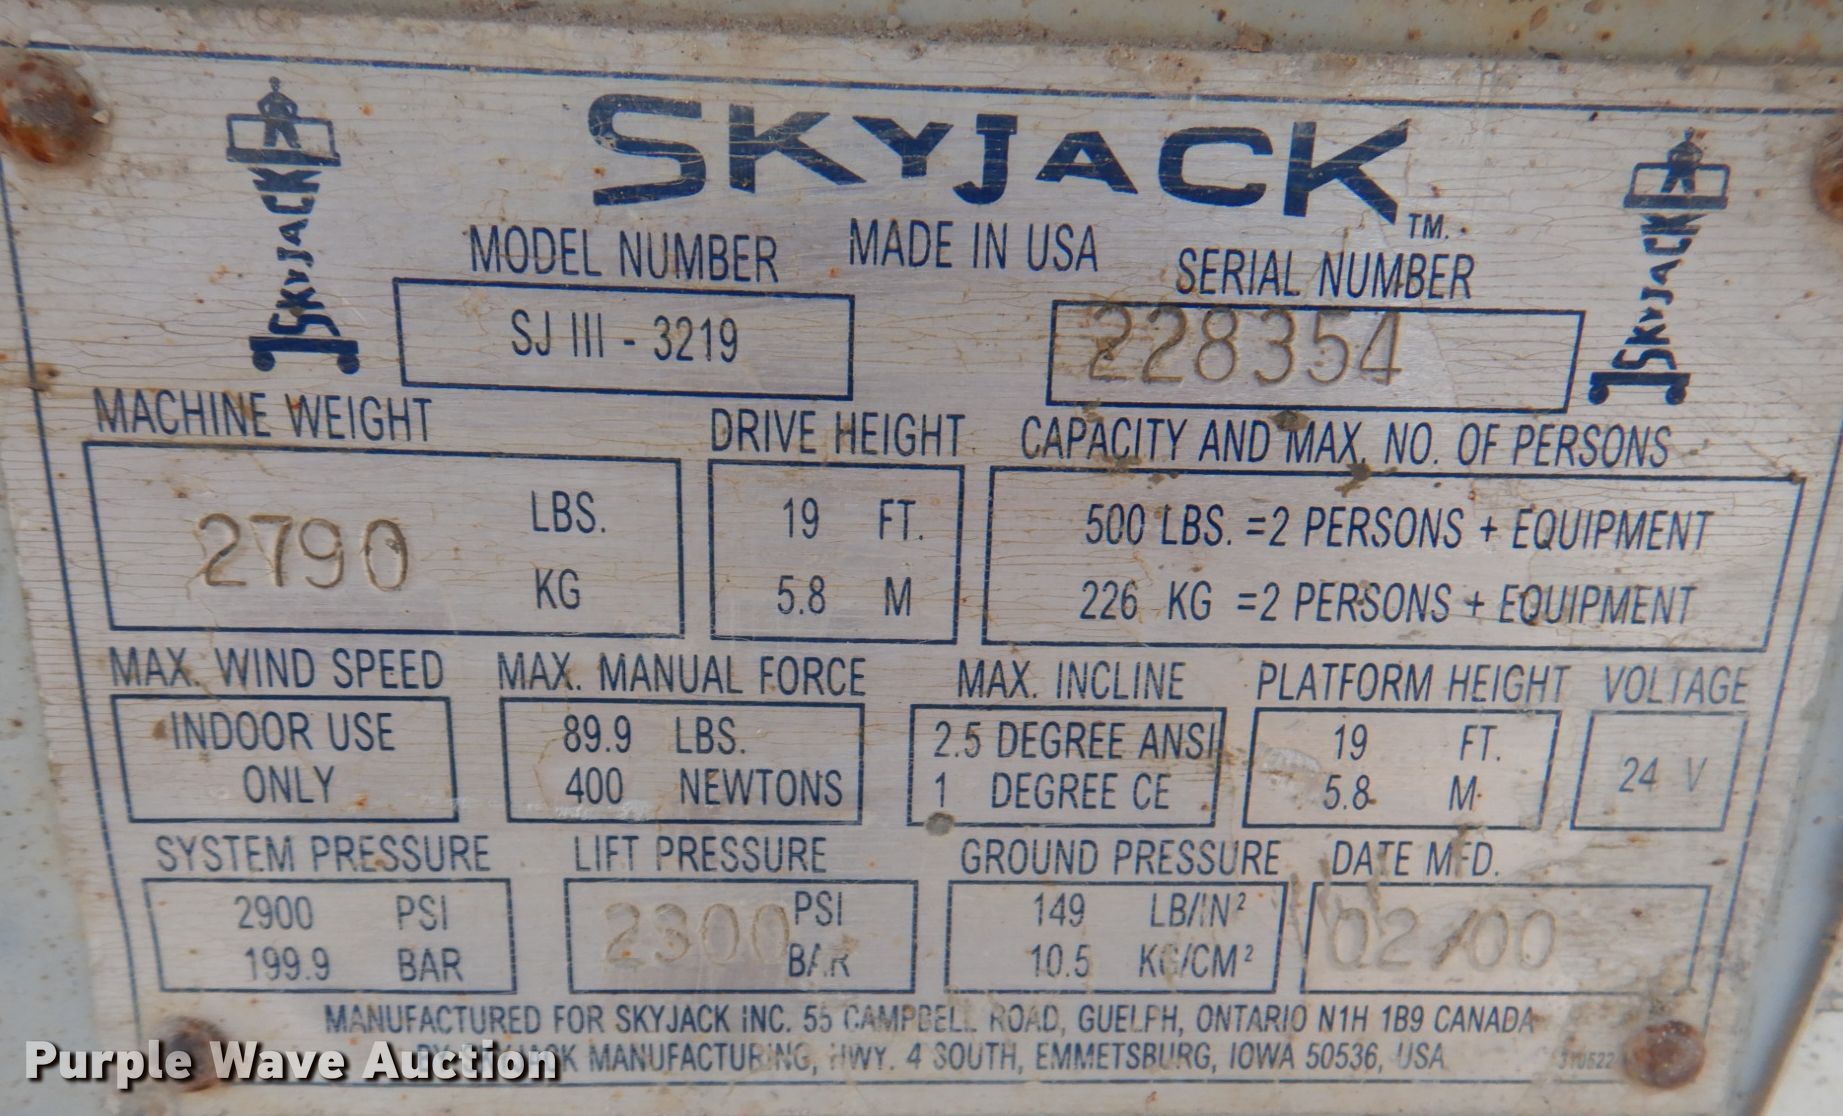 SKYJACK
SKYJACK TM.
SKYJACK
MODEL NUMBER MADE IN USA SERIAL NUMBER
SJ III - 3219 228354
MACHINE WEIGHT DRIVE HEIGHT CAPACITY AND MAX. NO. OF PERSONS
2790 LBS. 19 FT. 500 LBS. =2 PERSONS + EQUIPMENT
KG 5.8 M 226 KG =2 PERSONS + EQUIPMENT
MAX. WIND SPEED MAX. MANUAL FORCE MAX. INCLINE PLATFORM HEIGHT VOLTAGE
INDOOR USE 89.9 LBS. 2.5 DEGREE ANSI 19 FT. 24 V
ONLY 400 NEWTONS 1 DEGREE CE 5.8 M
SYSTEM PRESSURE LIFT PRESSURE GROUND PRESSURE DATE MFD.
2900 PSI 2300 PSI 149 LB/IN² 02/00
199.9 BAR BAR 10.5 KG/CM²
MANUFACTURED FOR SKYJACK INC. 55 CAMPBELL ROAD, GUELPH, ONTARIO N1H 1B9 CANADA
BY SKYJACK MANUFACTURING, HWY. 4 SOUTH, EMMETSBURG, IOWA 50536, USA
Purple Wave Auction